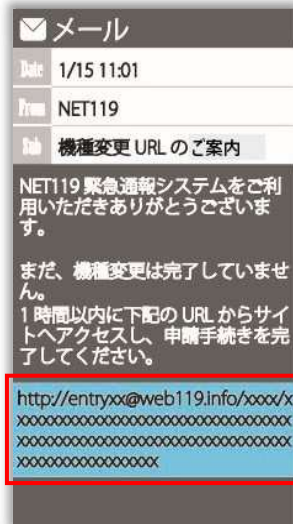 メール
Date 1/15 11:01
From NET119
Sub 機種変更 URL のご案内
NET119 緊急通報システムをご利
用いただきありがとうございま
す。
まだ、機種変更は完了していませ
ん。
1 時間以内に下記の URL からサイ
トへアクセスし、申請手続きを完
了してください。
http://entryxx@web119.info/xxxx/x
xxxxxxxxxxxxxxxxxxxxxxxxxxxxxxxxx
xxxxxxxxxxxxxxxxxxxxxxxxxxxxxxxxx
xxxxxxxxxxxxxxxxx